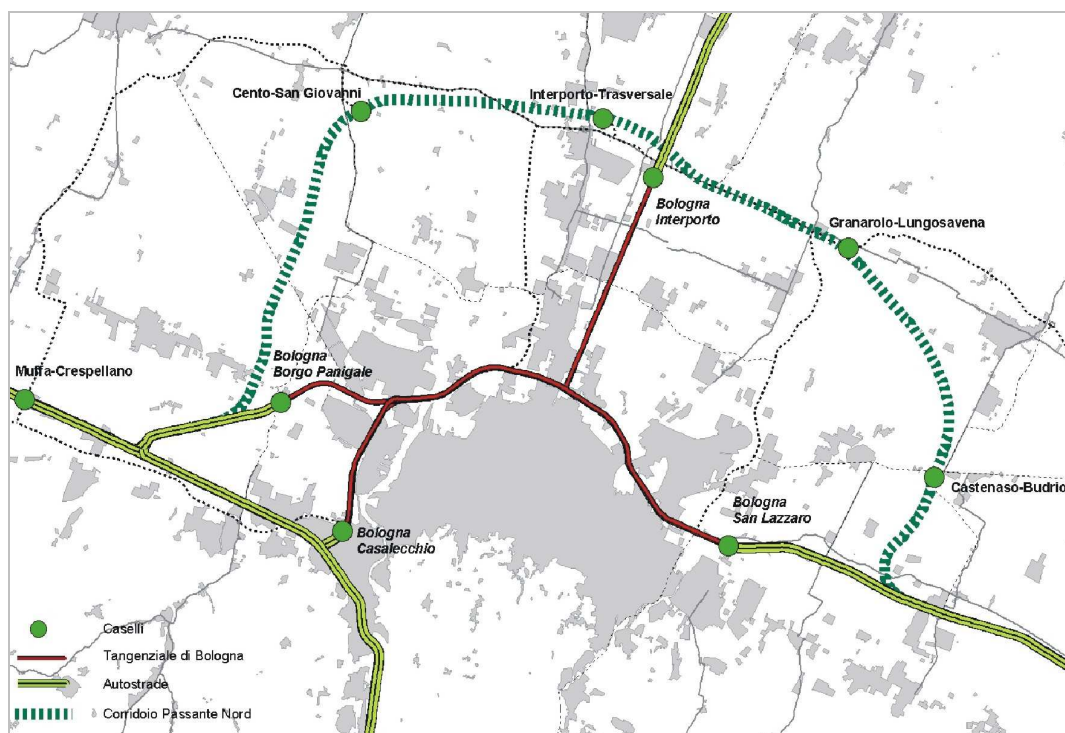 Cento-San Giovanni
Interporto-Trasversale
Bologna
Interporto
Granarolo-Lungosavena
Bologna
Borgo Panigale
Muffa-Crespellano
Castenaso-Budrio
Bologna
San Lazzaro
Bologna
Casalecchio
Caselli
Tangenziale di Bologna
Autostrade
Corridoio Passante Nord